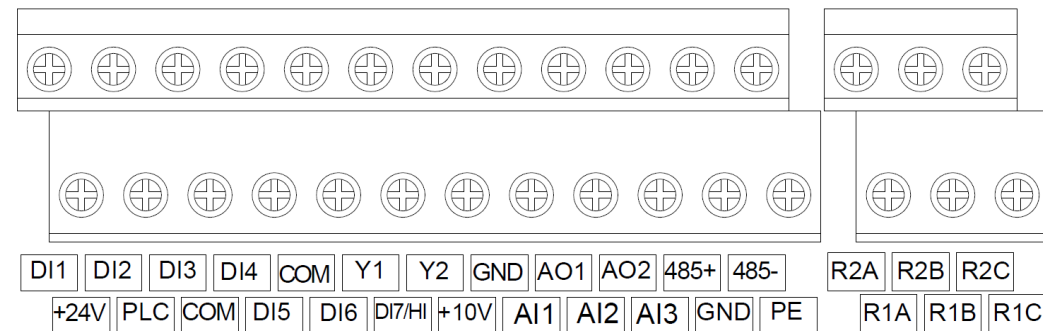 DI1 DI2 DI3 DI4 COM Y1 Y2 GND AO1 AO2 485+ 485- R2A R2B R2C
+24V PLC COM DI5 DI6 DI7/HI +10V AI1 AI2 AI3 GND PE R1A R1B R1C